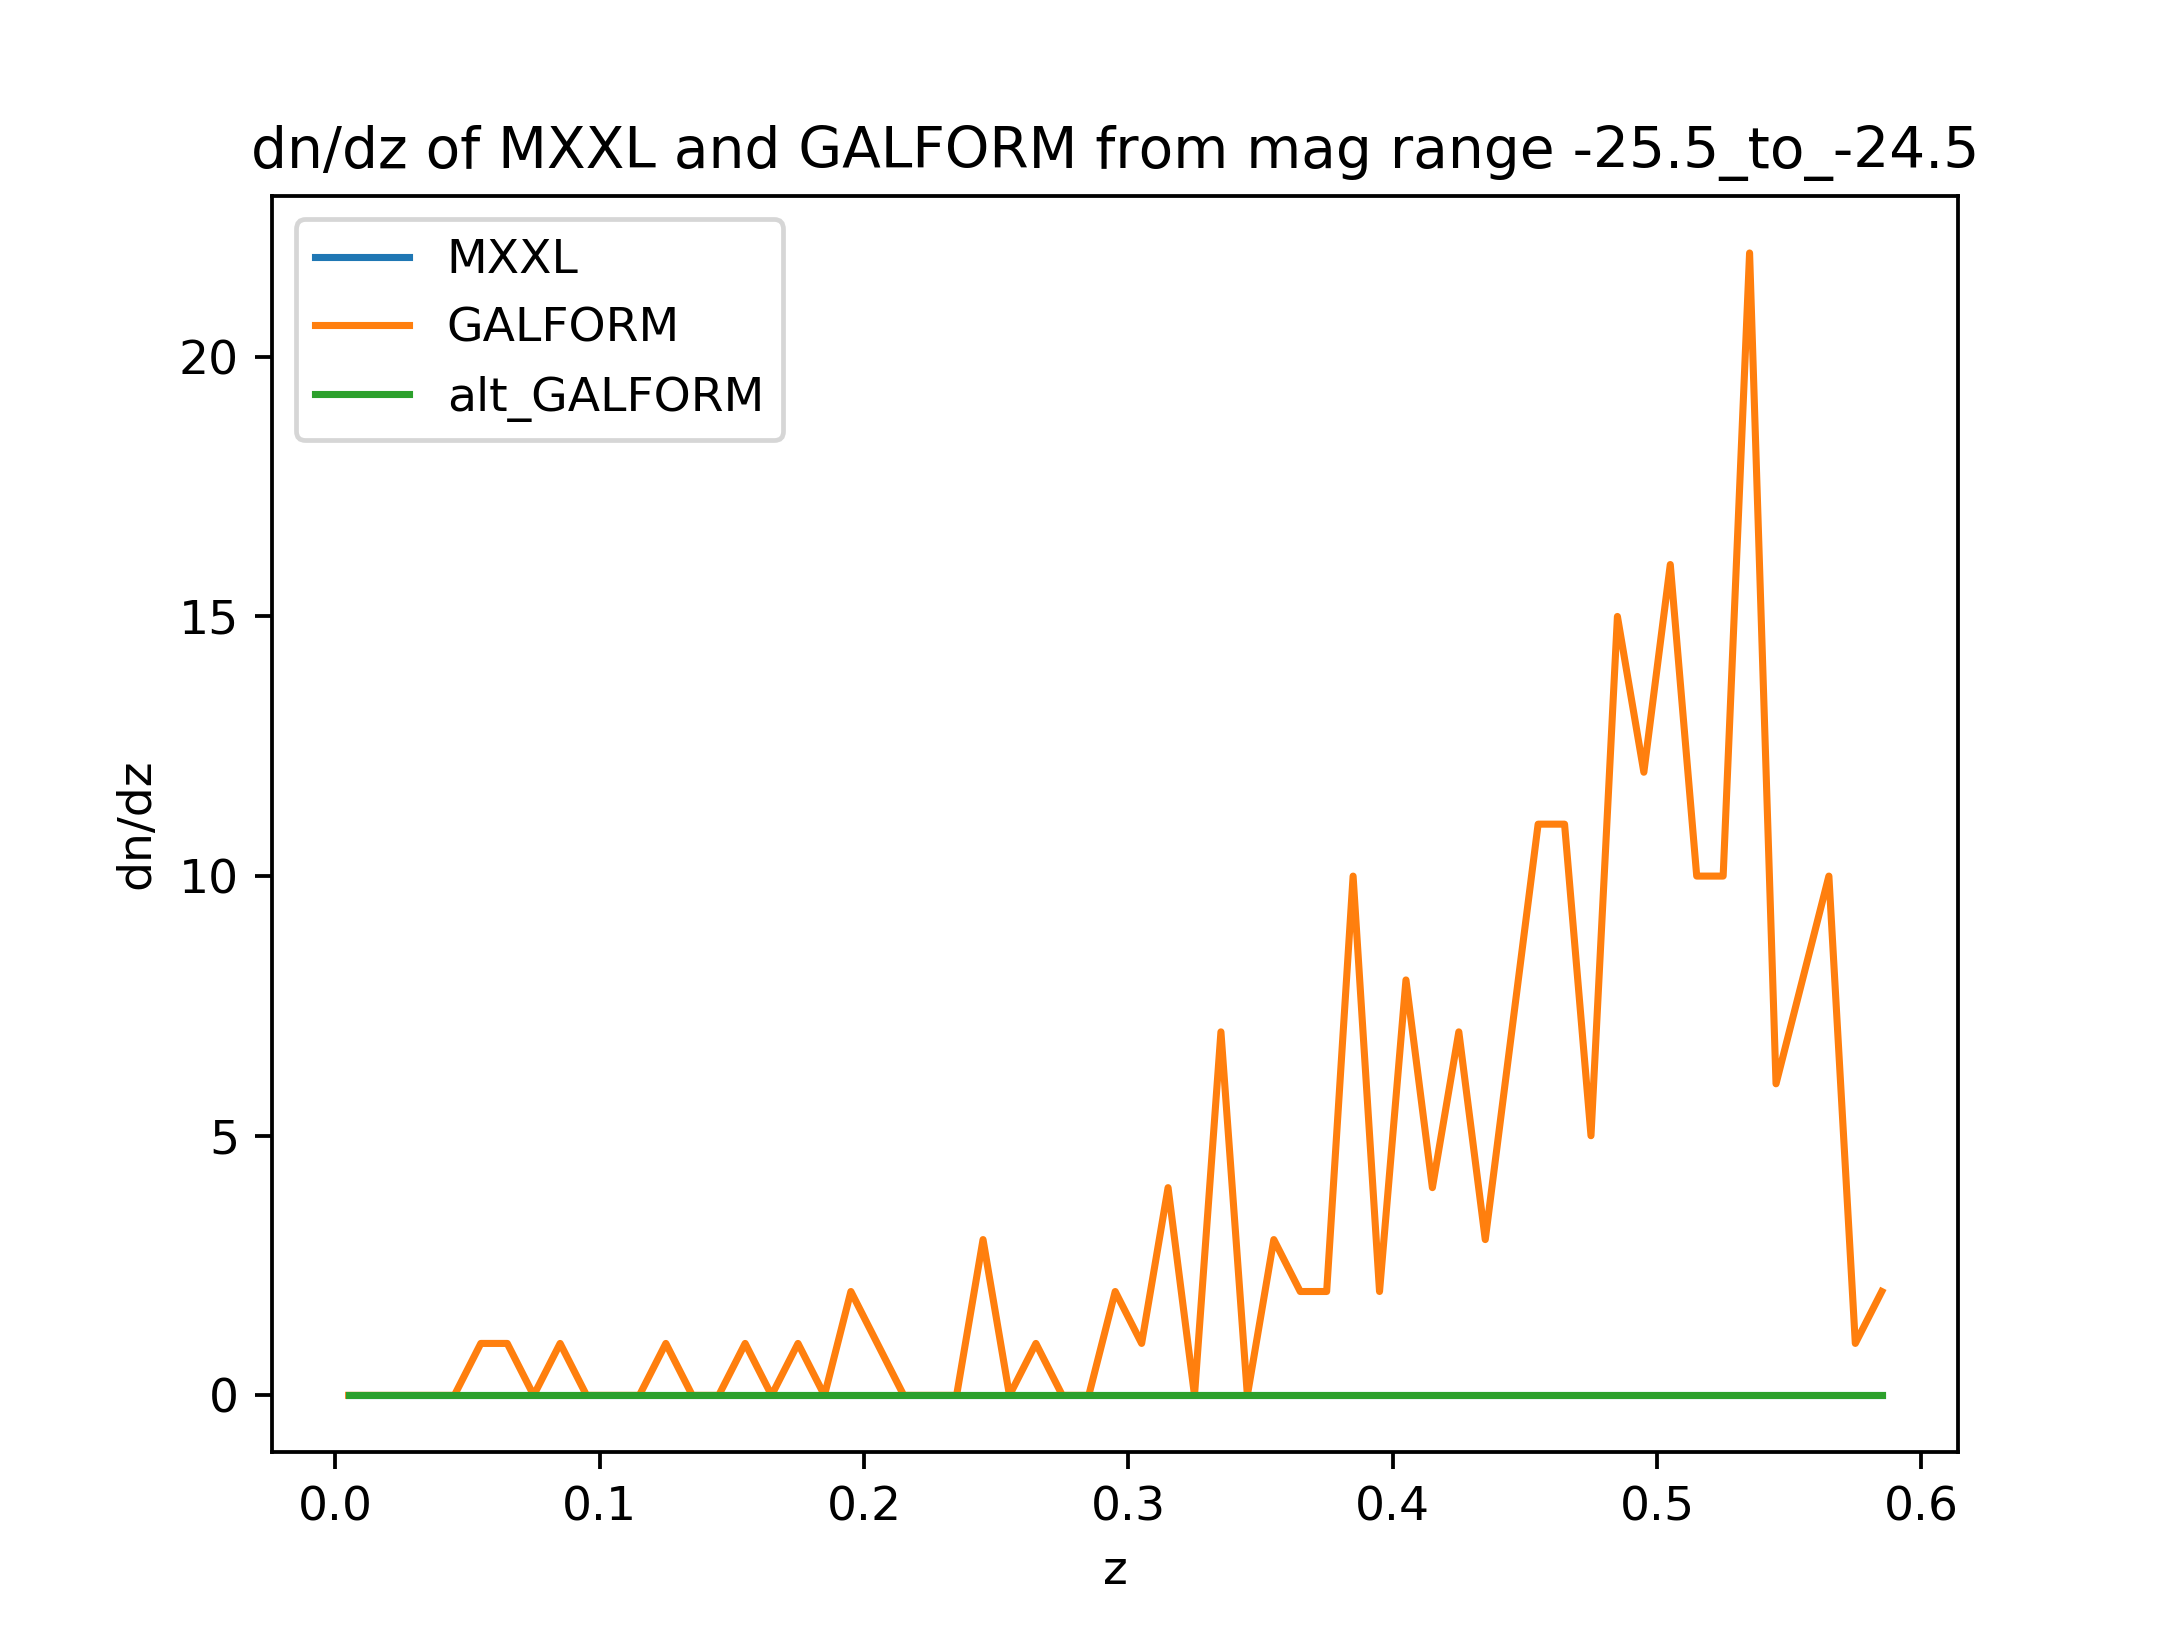 dn/dz of MXXL and GALFORM from mag range -25.5_to_-24.5
MXXL
GALFORM
alt_GALFORM
20
15
10
5
0
dn/dz
0.0 0.1 0.2 0.3 0.4 0.5 0.6
z